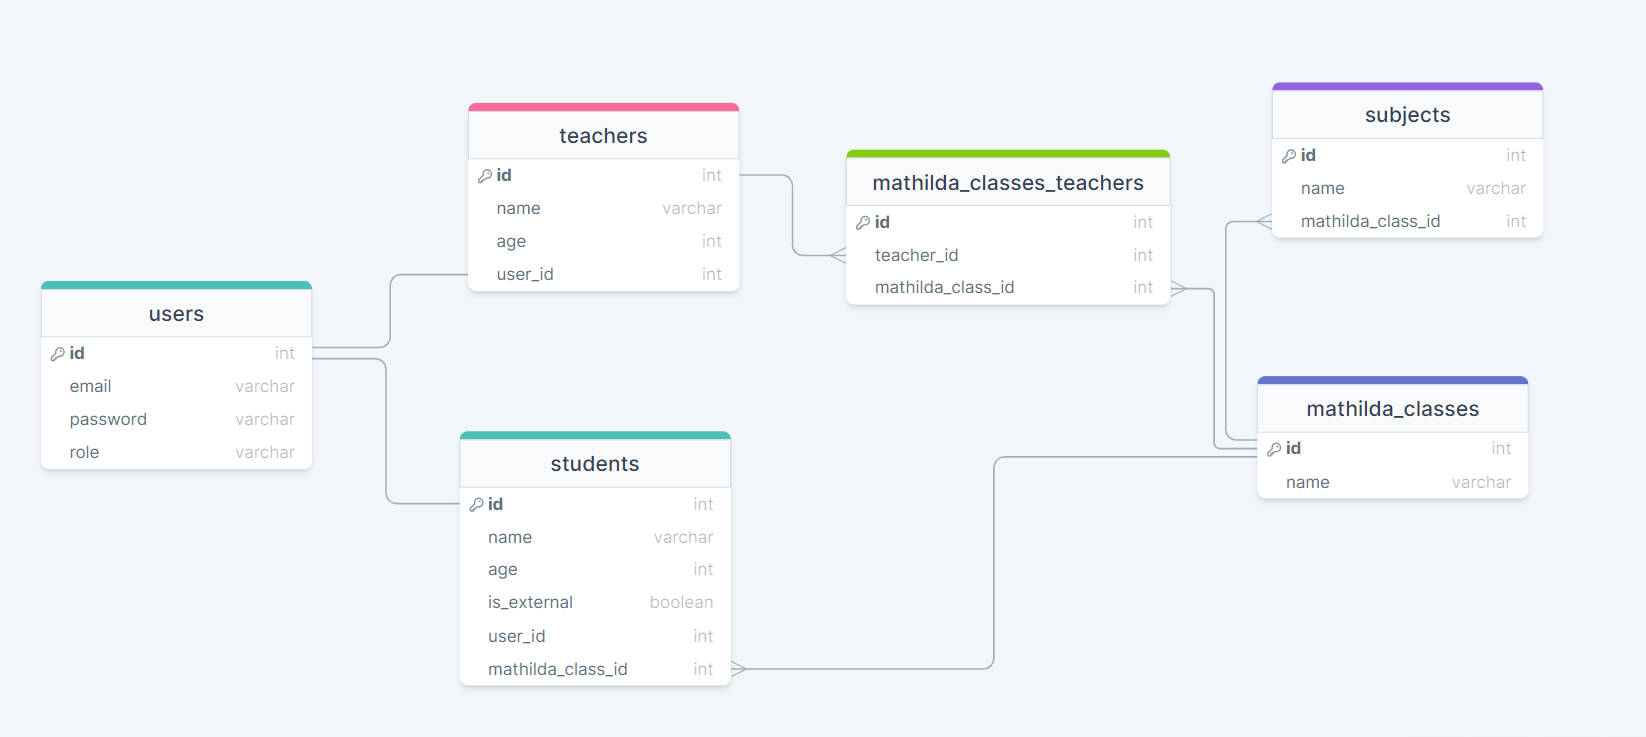 users
id int
email varchar
password varchar
role varchar
teachers
id int
name varchar
age int
user_id int
students
id int
name varchar
age int
is_external boolean
user_id int
mathilda_class_id int
mathilda_classes_teachers
id int
teacher_id int
mathilda_class_id int
subjects
id int
name varchar
mathilda_class_id int
mathilda_classes
id int
name varchar